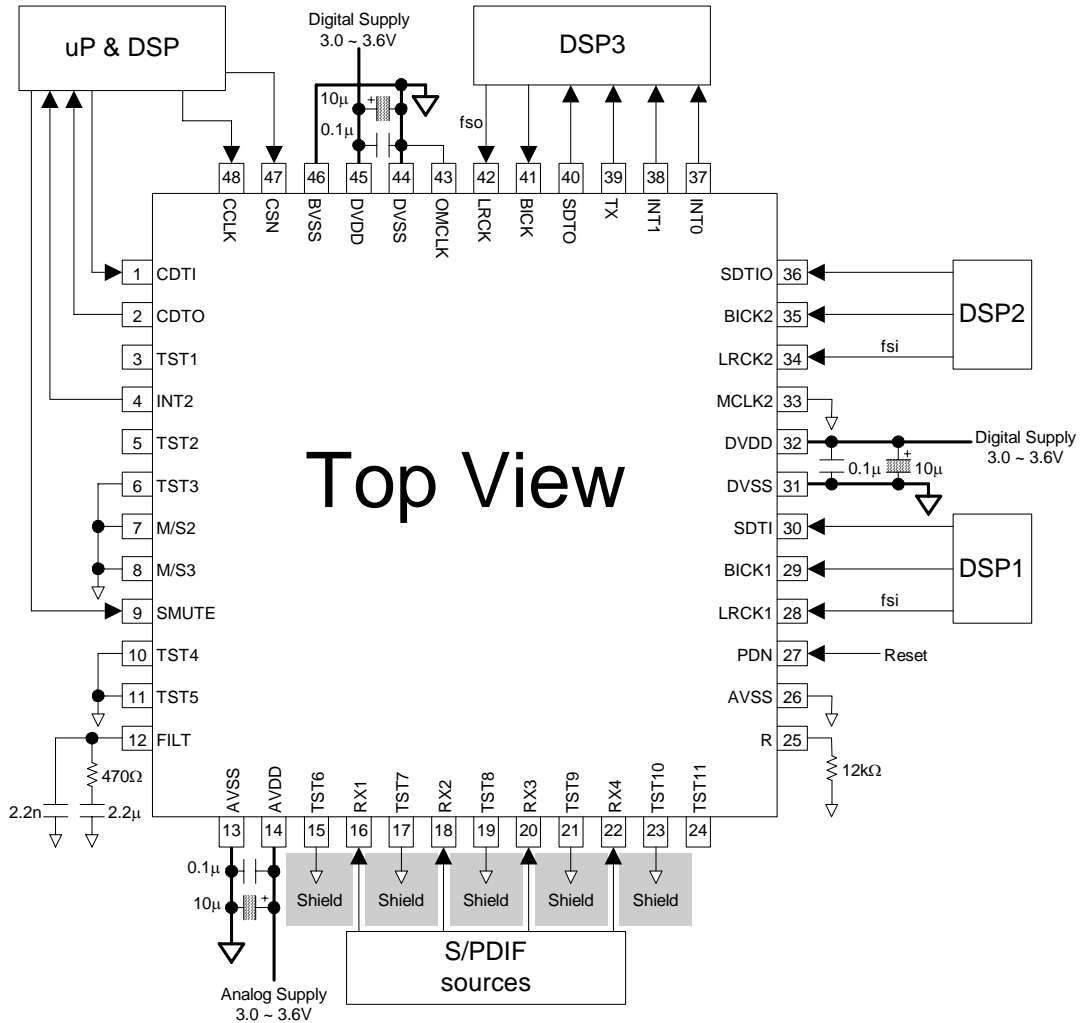 Digital Supply
3.0 ~ 3.6V
uP & DSP
DSP3
10μ
+
0.1μ
fso
48
47
46
45
44
43
42
41
40
39
38
37
CCLK
CSN
BVSS
DVDD
DVSS
OMCLK
LRCK
BICK
SDTO
TX
INT1
INT0
1 CDTI
2 CDTO
3 TST1
4 INT2
5 TST2
6 TST3
7 M/S2
8 M/S3
9 SMUTE
10 TST4
11 TST5
12 FILT
Top View
SDTIO 36
BICK2 35
LRCK2 34
MCLK2 33
DVDD 32
DVSS 31
SDTI 30
BICK1 29
LRCK1 28
PDN 27
AVSS 26
R 25
DSP2
fsi
Digital Supply
3.0 ~ 3.6V
+
0.1μ
10μ
DSP1
fsi
Reset
12kΩ
470Ω
2.2n
2.2μ
AVSS
AVDD
TST6
RX1
TST7
RX2
TST8
RX3
TST9
RX4
TST10
TST11
13
14
15
16
17
18
19
20
21
22
23
24
0.1μ
10μ
+
Shield
Shield
Shield
Shield
Shield
S/PDIF
sources
Analog Supply
3.0 ~ 3.6V